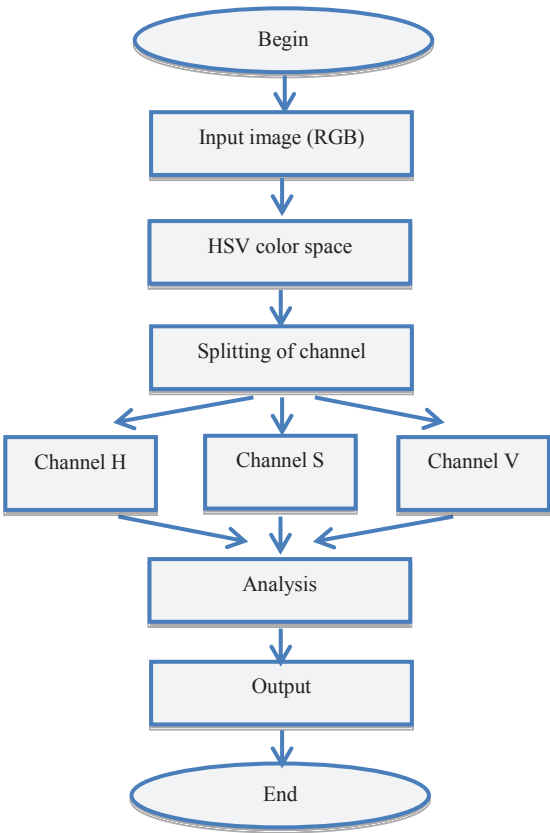 Begin
Input image (RGB)
HSV color space
Splitting of channel
Channel H
Channel S
Channel V
Analysis
Output
End